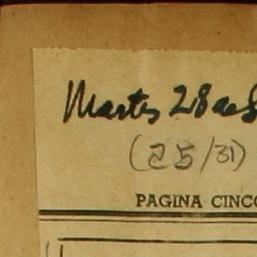 Martes 28
(25/31)
PAGINA CINCO